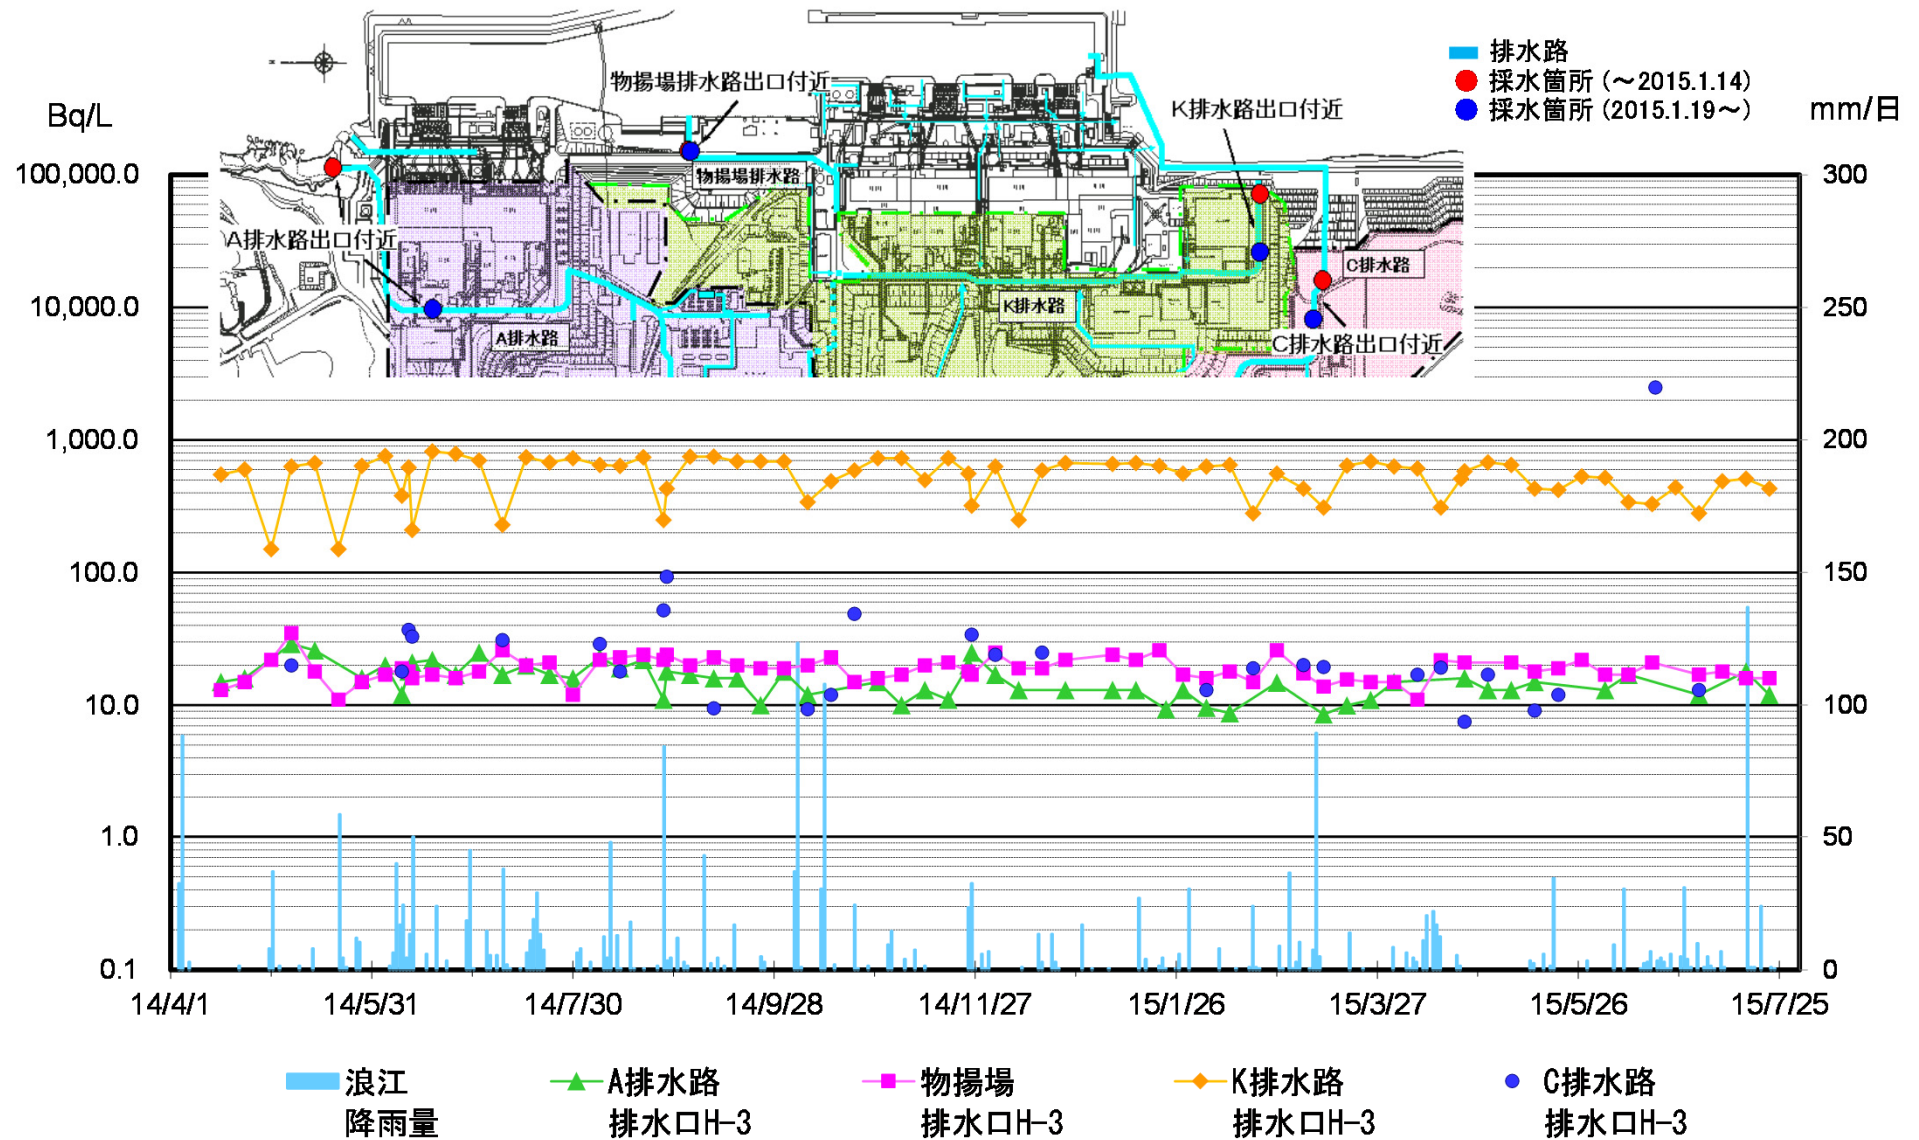 排水路
採水箇所（～2015.1.14）
採水箇所（2015.1.19～）
Bq/L
mm/日
物揚場排水路出口付近
K排水路出口付近
物揚場排水路
A排水路出口付近
C排水路
K排水路
A排水路
C排水路出口付近
100,000.0
10,000.0
1,000.0
100.0
10.0
1.0
0.1
300
250
200
150
100
50
0
14/4/1
14/5/31
14/7/30
14/9/28
14/11/27
15/1/26
15/3/27
15/5/26
15/7/25
浪江
降雨量
A排水路
排水口H-3
物揚場
排水口H-3
K排水路
排水口H-3
C排水路
排水口H-3